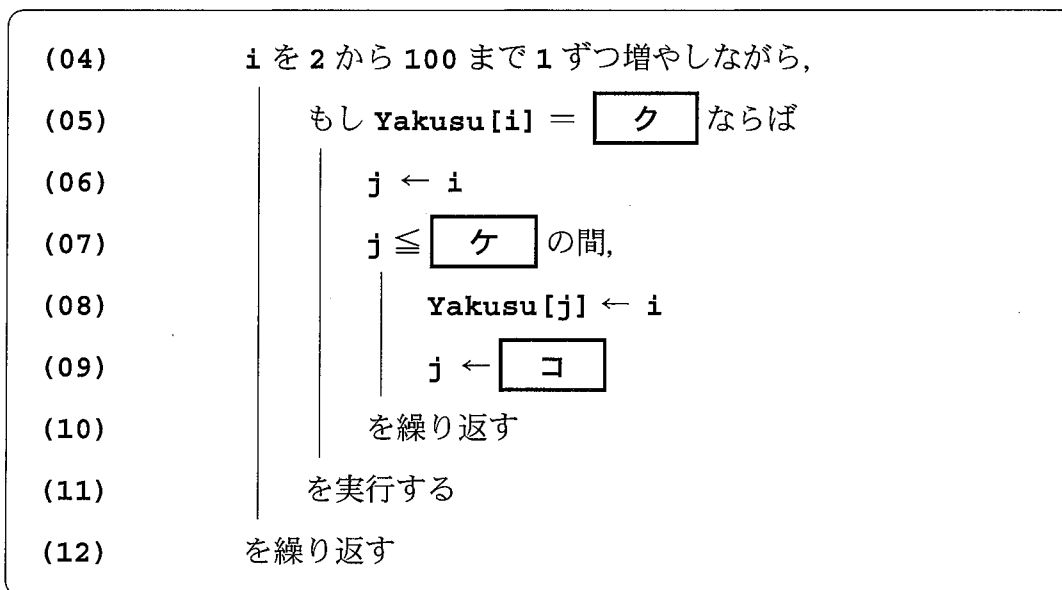 (04) i を 2 から 100 まで 1 ずつ増やしながら,
(05) もし Yakusu[i] = ク ならば
(06) j ← i
(07) j ≦ ケ の間,
(08) Yakusu[j] ← i
(09) j ← コ
(10) を繰り返す
(11) を実行する
(12) を繰り返す